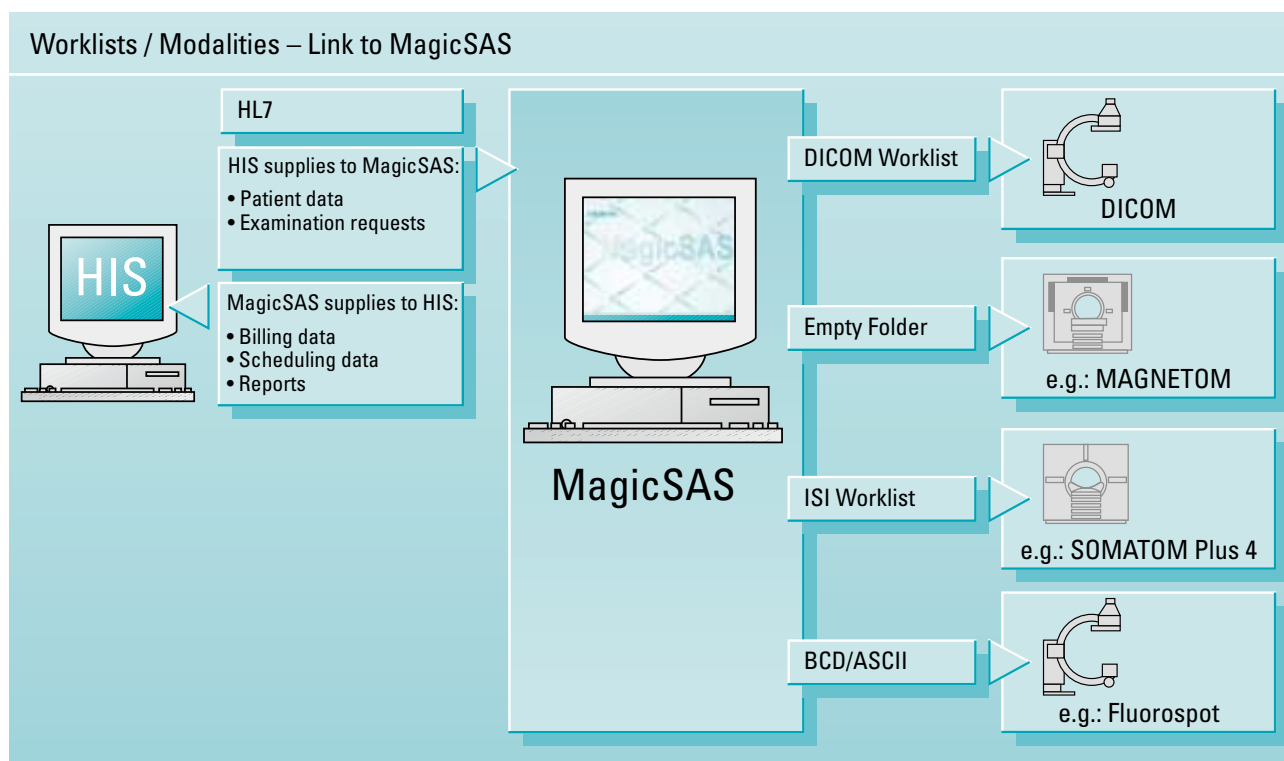 Worklists / Modalities – Link to MagicSAS
HL7
HIS supplies to MagicSAS:
• Patient data
• Examination requests
HIS
MagicSAS supplies to HIS:
• Billing data
• Scheduling data
• Reports
MagicSAS
MagicSAS
DICOM Worklist
DICOM
Empty Folder
e.g.: MAGNETOM
ISI Worklist
e.g.: SOMATOM Plus 4
BCD/ASCII
e.g.: Fluorospot